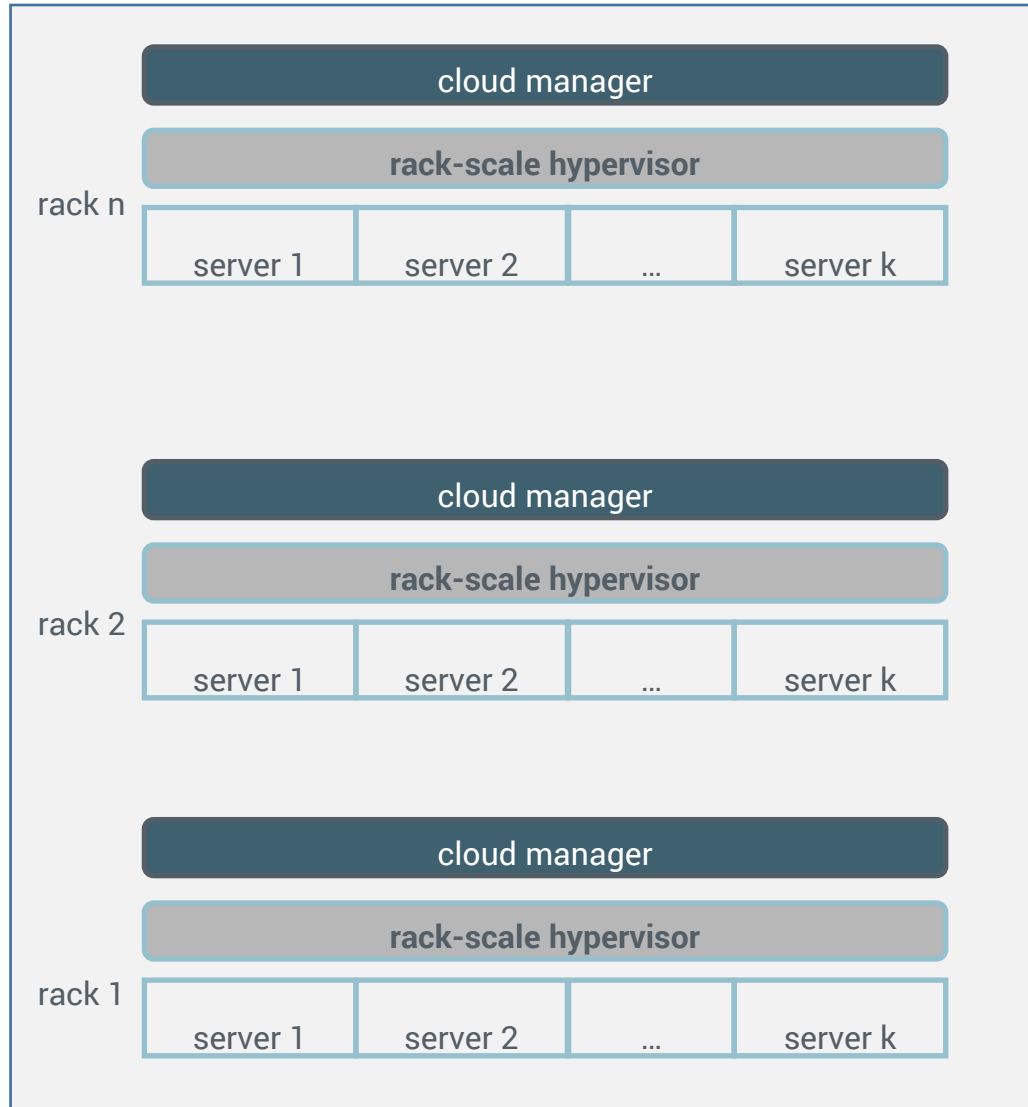 cloud manager
rack-scale hypervisor
rack n
server 1 server 2 ... server k
cloud manager
rack-scale hypervisor
rack 2
server 1 server 2 ... server k
cloud manager
rack-scale hypervisor
rack 1
server 1 server 2 ... server k